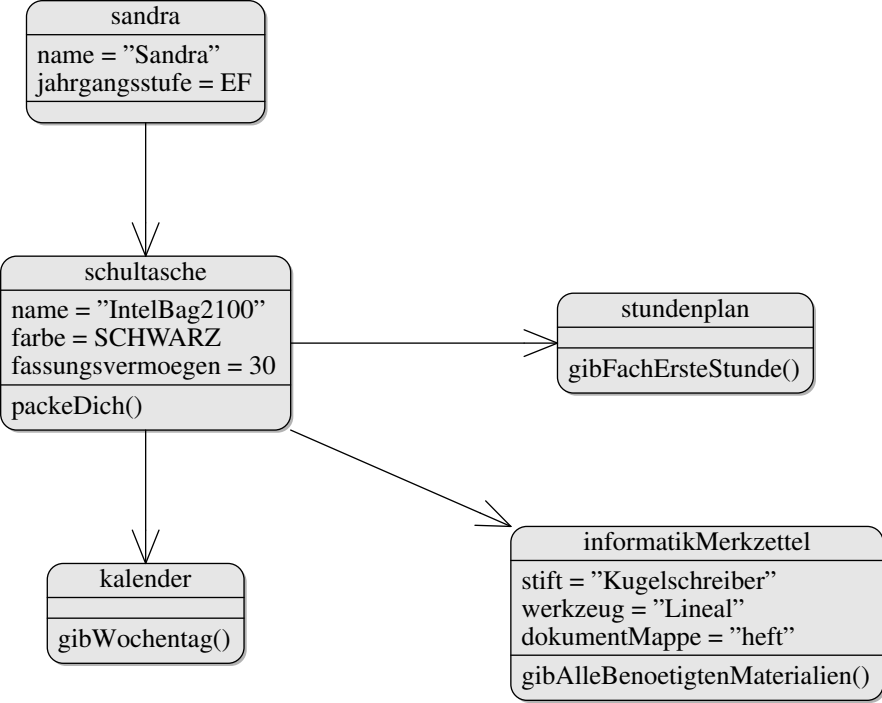 sandra
name = ”Sandra”
jahrgangsstufe = EF
schultasche
name = ”IntelBag2100”
farbe = SCHWARZ
fassungsvermoegen = 30
packeDich()
stundenplan
gibFachErsteStunde()
kalender
gibWochentag()
informatikMerkzettel
stift = ”Kugelschreiber”
werkzeug = ”Lineal”
dokumentMappe = ”heft”
gibAlleBenoetigtenMaterialien()